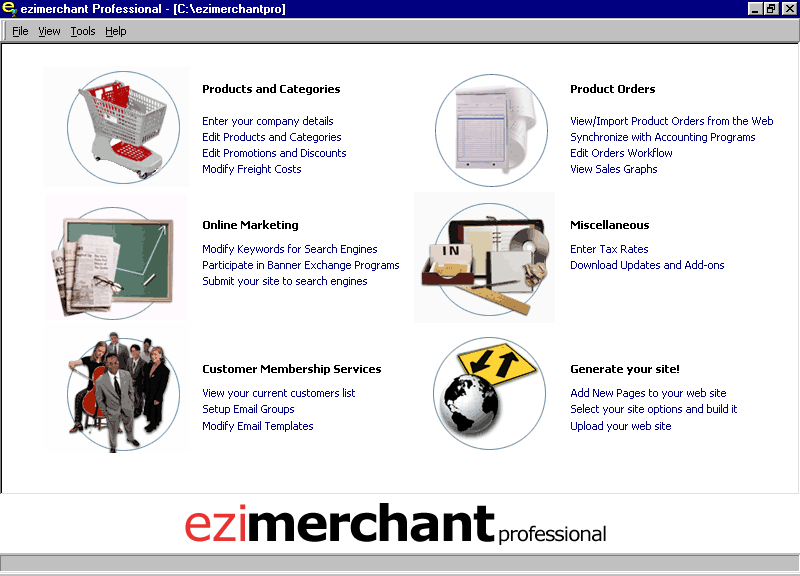 ezimerchant Professional - [C:\ezimerchantpro]
File View Tools Help
Products and Categories
Enter your company details
Edit Products and Categories
Edit Promotions and Discounts
Modify Freight Costs
Product Orders
View/Import Product Orders from the Web
Synchronize with Accounting Programs
Edit Orders Workflow
View Sales Graphs
Online Marketing
Modify Keywords for Search Engines
Participate in Banner Exchange Programs
Submit your site to search engines
IN
Miscellaneous
Enter Tax Rates
Download Updates and Add-ons
Customer Membership Services
View your current customers list
Setup Email Groups
Modify Email Templates
Generate your site!
Add New Pages to your web site
Select your site options and build it
Upload your web site
ezimerchant professional